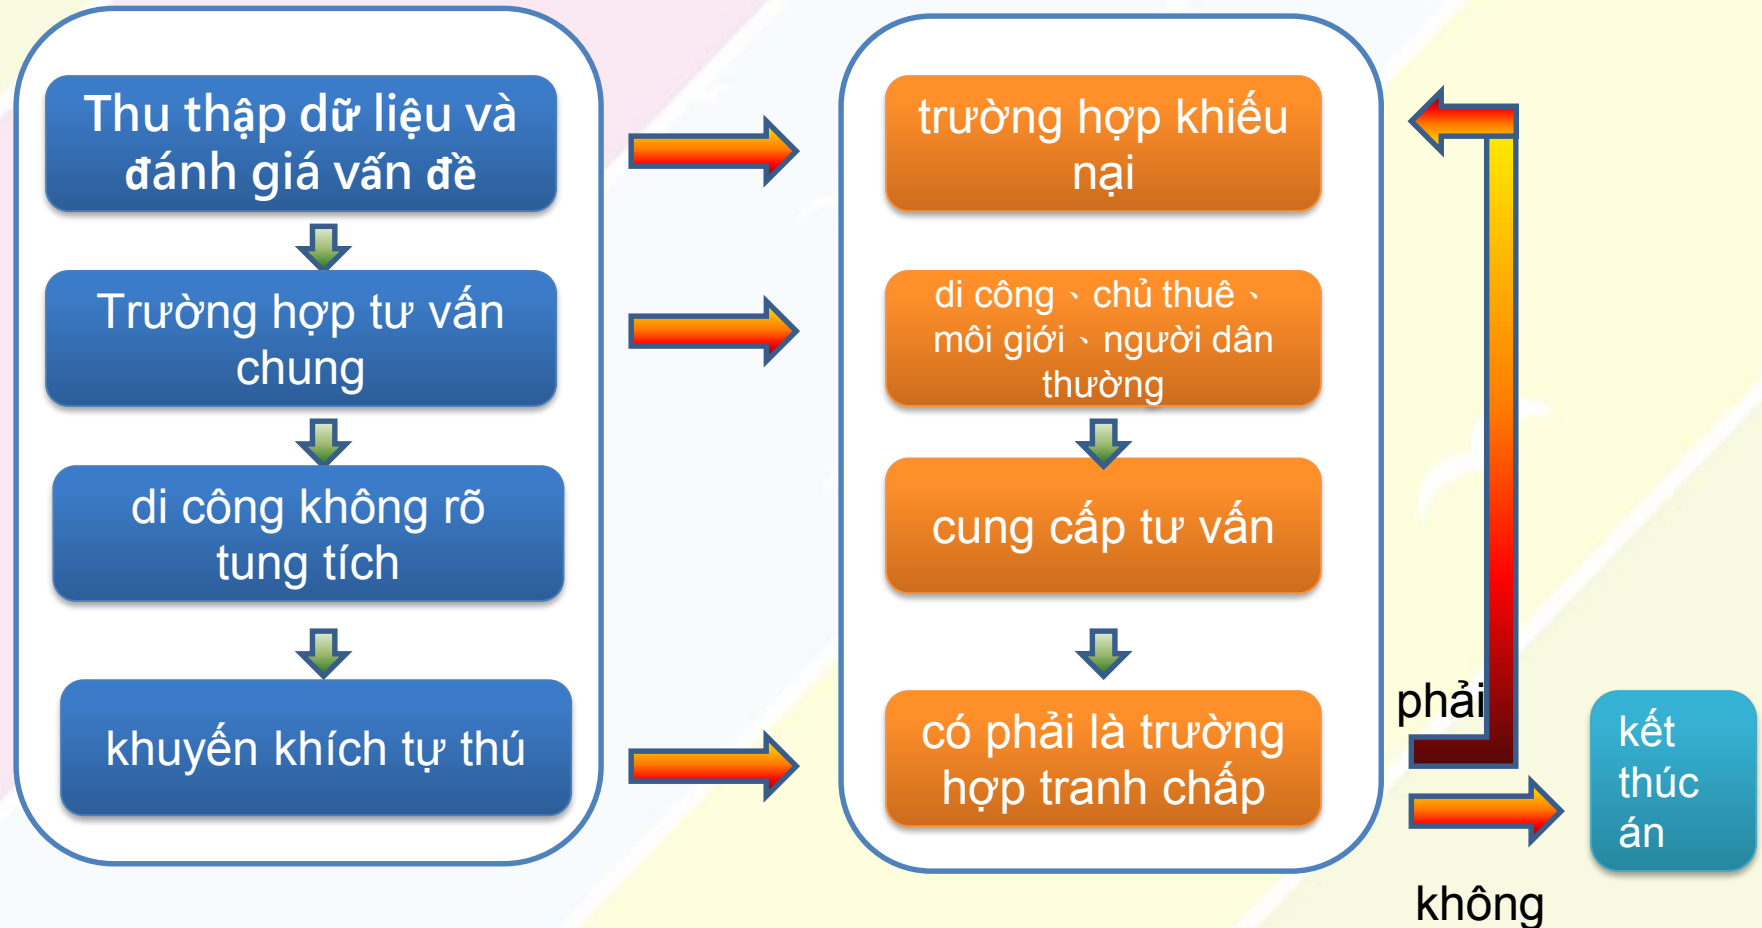 Thu thập dữ liệu và
đánh giá vấn đề
Trường hợp tư vấn
chung
di công không rõ
tung tích
khuyến khích tự thú
trường hợp khiếu
nại
di công、chủ thuê、
môi giới、người dân
thường
cung cấp tư vấn
có phải là trường
hợp tranh chấp
phải
không
kết
thúc
án